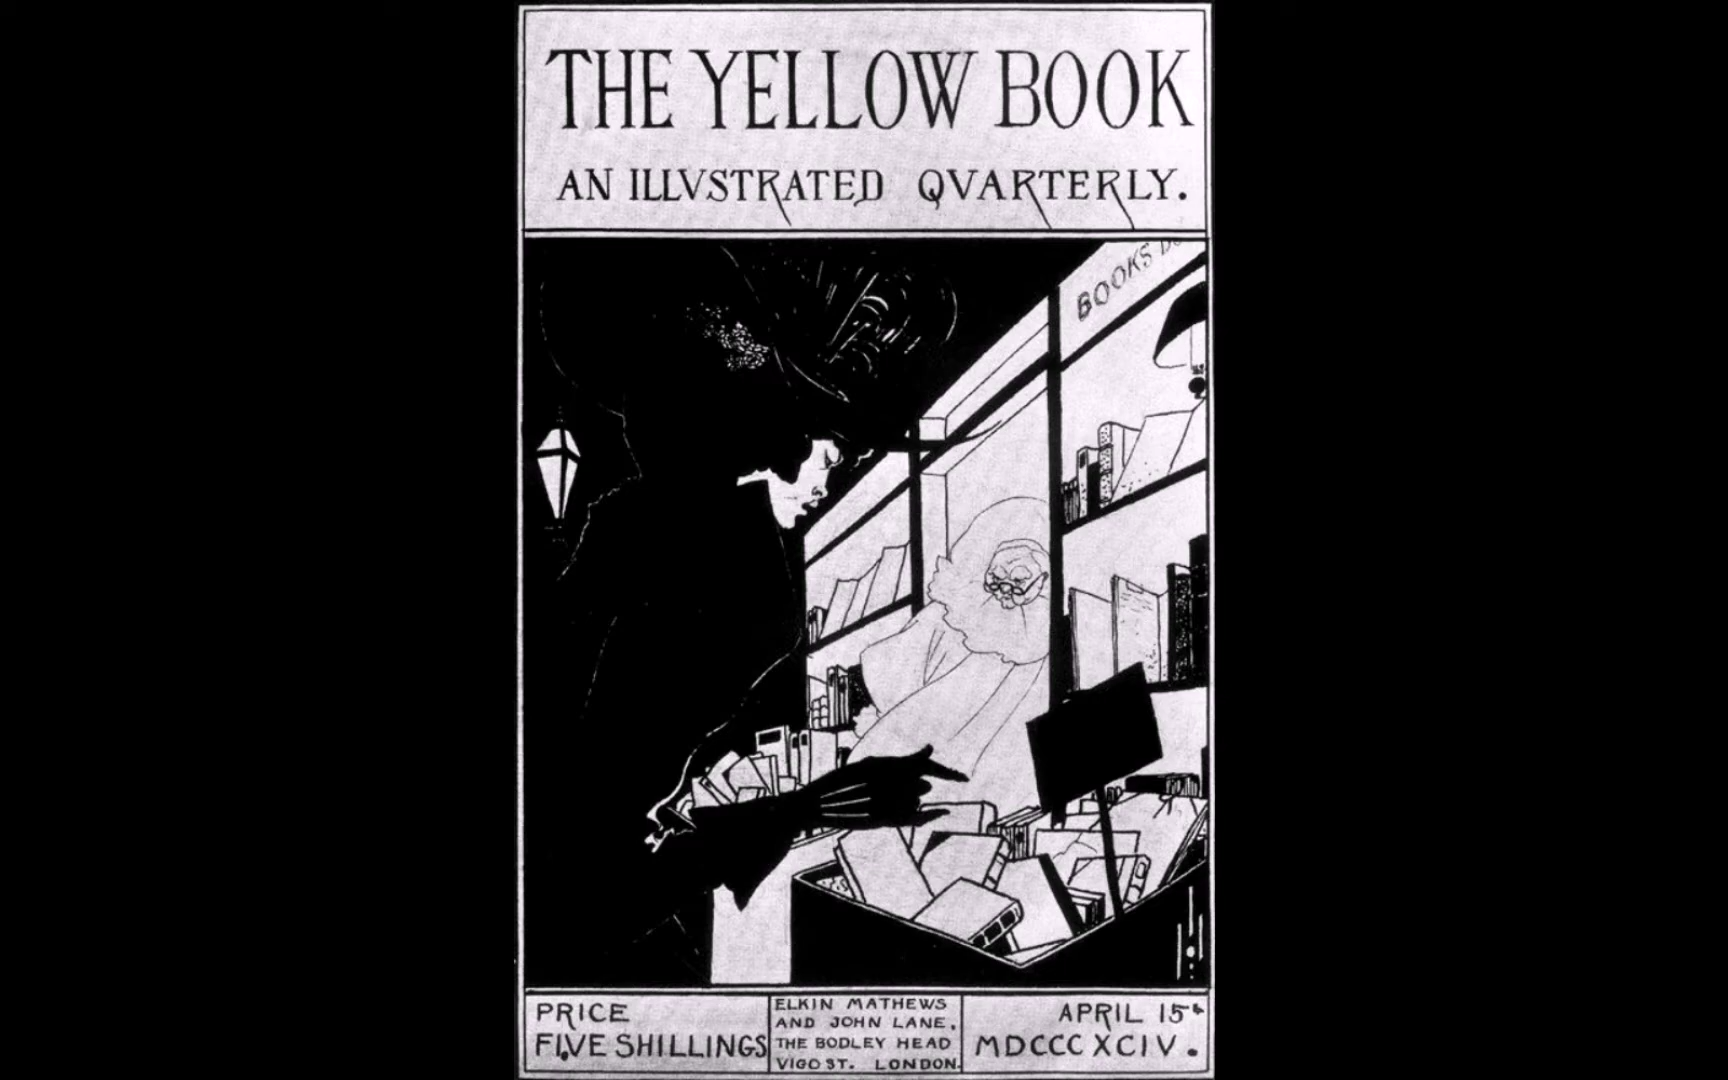 THE YELLOW BOOK
AN ILLVSTRATED QVARTERLY.
BOOKS
PRICE
FIVE SHILLINGS
ELKIN MATHEWS
AND JOHN LANE,
THE BODLEY HEAD
VIGO ST. LONDON.
APRIL 15th
MDCCCXCIV.